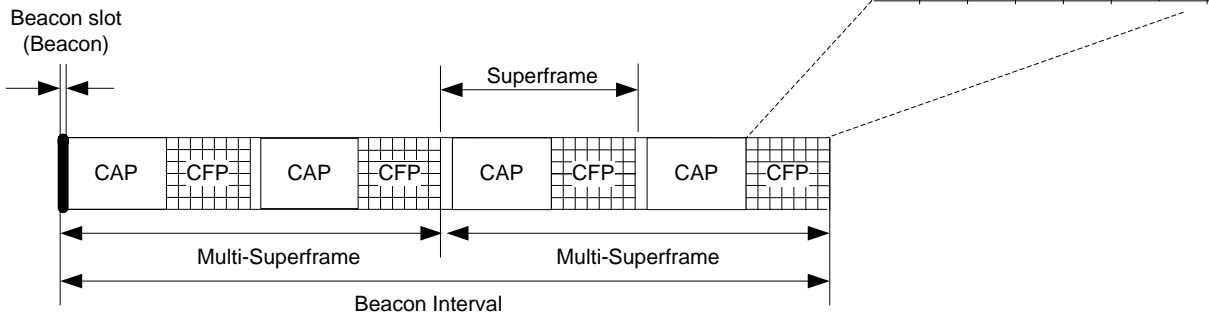 Beacon slot
(Beacon)
Superframe
CAP CFP CAP CFP CAP CFP CAP CFP
Multi-Superframe Multi-Superframe
Beacon Interval